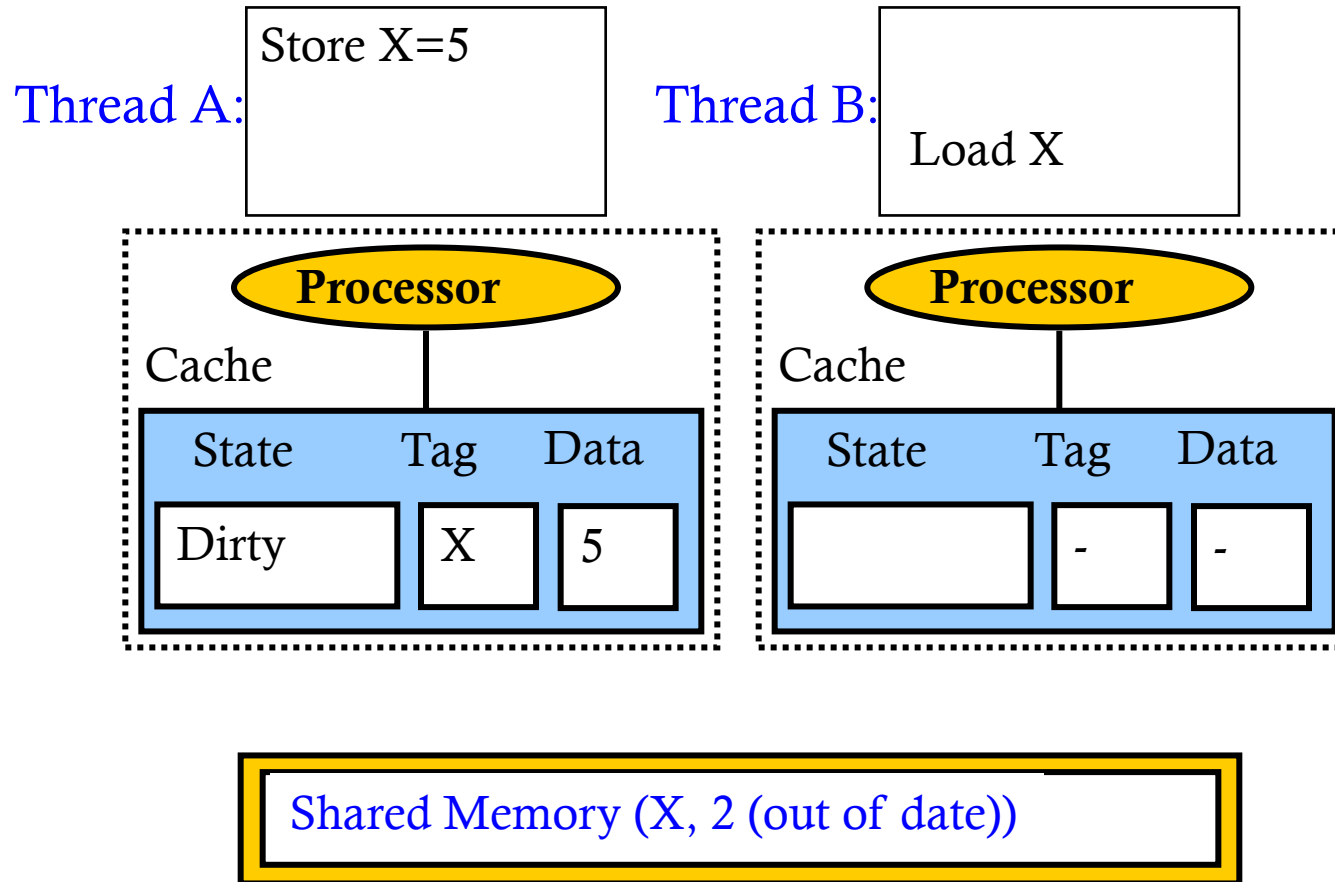 Store X=5
Thread A:
Thread B:
Load X
Processor
Processor
Cache
Cache
State Tag Data
State Tag Data
Dirty X 5
- -
Shared Memory (X, 2 (out of date))